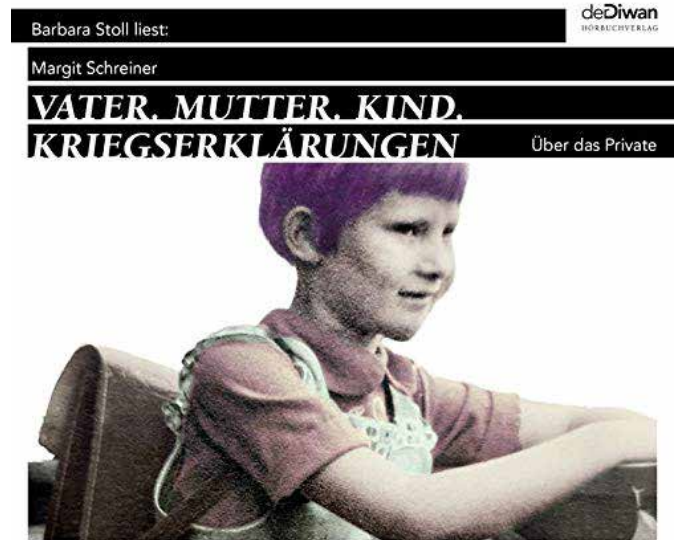 Barbara Stoll liest:
deDiwan
HÖRBUCHVERLAG
Margit Schreiner
VATER. MUTTER. KIND.
KRIEGSERKLÄRUNGEN
Über das Private